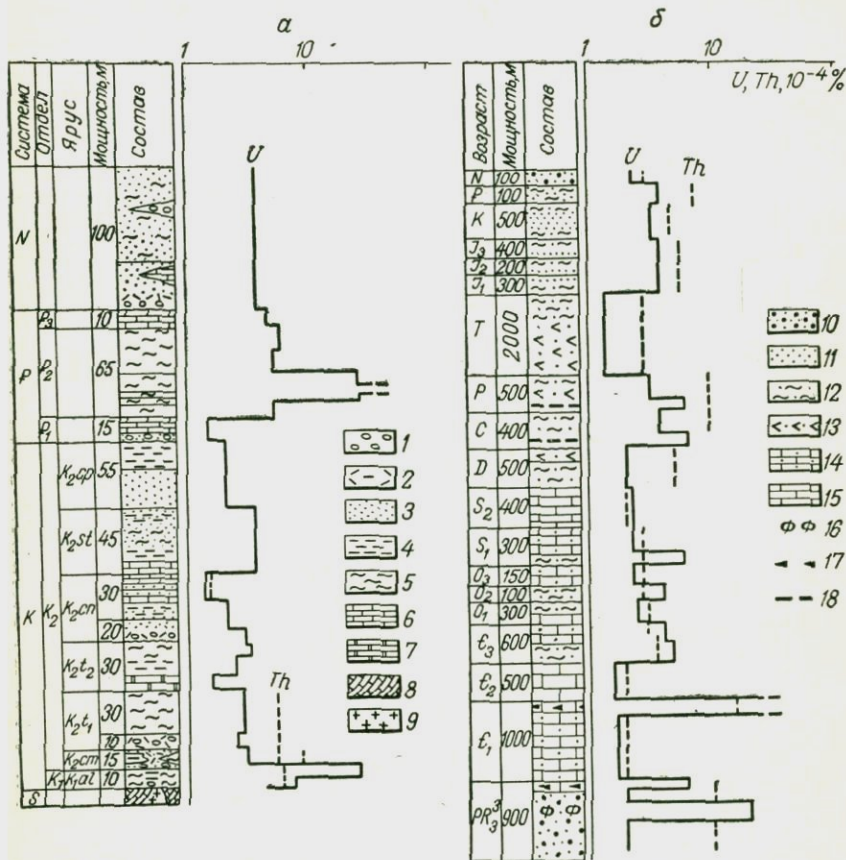 а
1 10
Система Отдел Ярус Мощность,м Состав
U
N 100
P P₃ 10
P₂ 65
P₁ 15
K K₂ K₂cp 55
K₂st 45
K₂cn 30
20
K₂t₂ 30
K₂t₁ 30
10
K₂cm 15
K₁ K₁al 10
S
Th
1
2
3
4
5
6
7
8
9
б
1 10
U, Th, 10⁻⁴%
Возраст Мощность,м Состав
U Th
N 100
P 100
K 500
J₃ 400
J₂ 200
J₁ 300
T 2000
P 500
C 400
D 500
S₂ 400
S₁ 300
O₃ 150
O₂ 100
O₁ 300
Є₃ 600
Є₂ 500
Є₁ 1000
PR₃³ 900
10
11
12
13
14
15
16
17
18